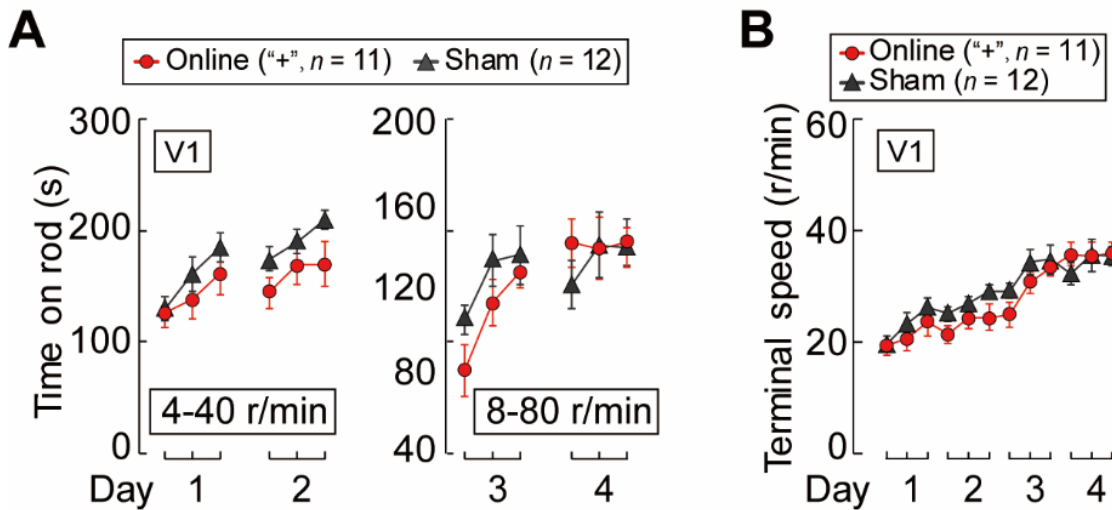 A
Online ("+", n = 11) Sham (n = 12)
Time on rod (s)
300
200
100
0
V1
4-40 r/min
200
160
120
80
40
8-80 r/min
Day 1 2 3 4
B
Online ("+", n = 11)
Sham (n = 12)
Terminal speed (r/min)
60
40
20
0
V1
Day 1 2 3 4